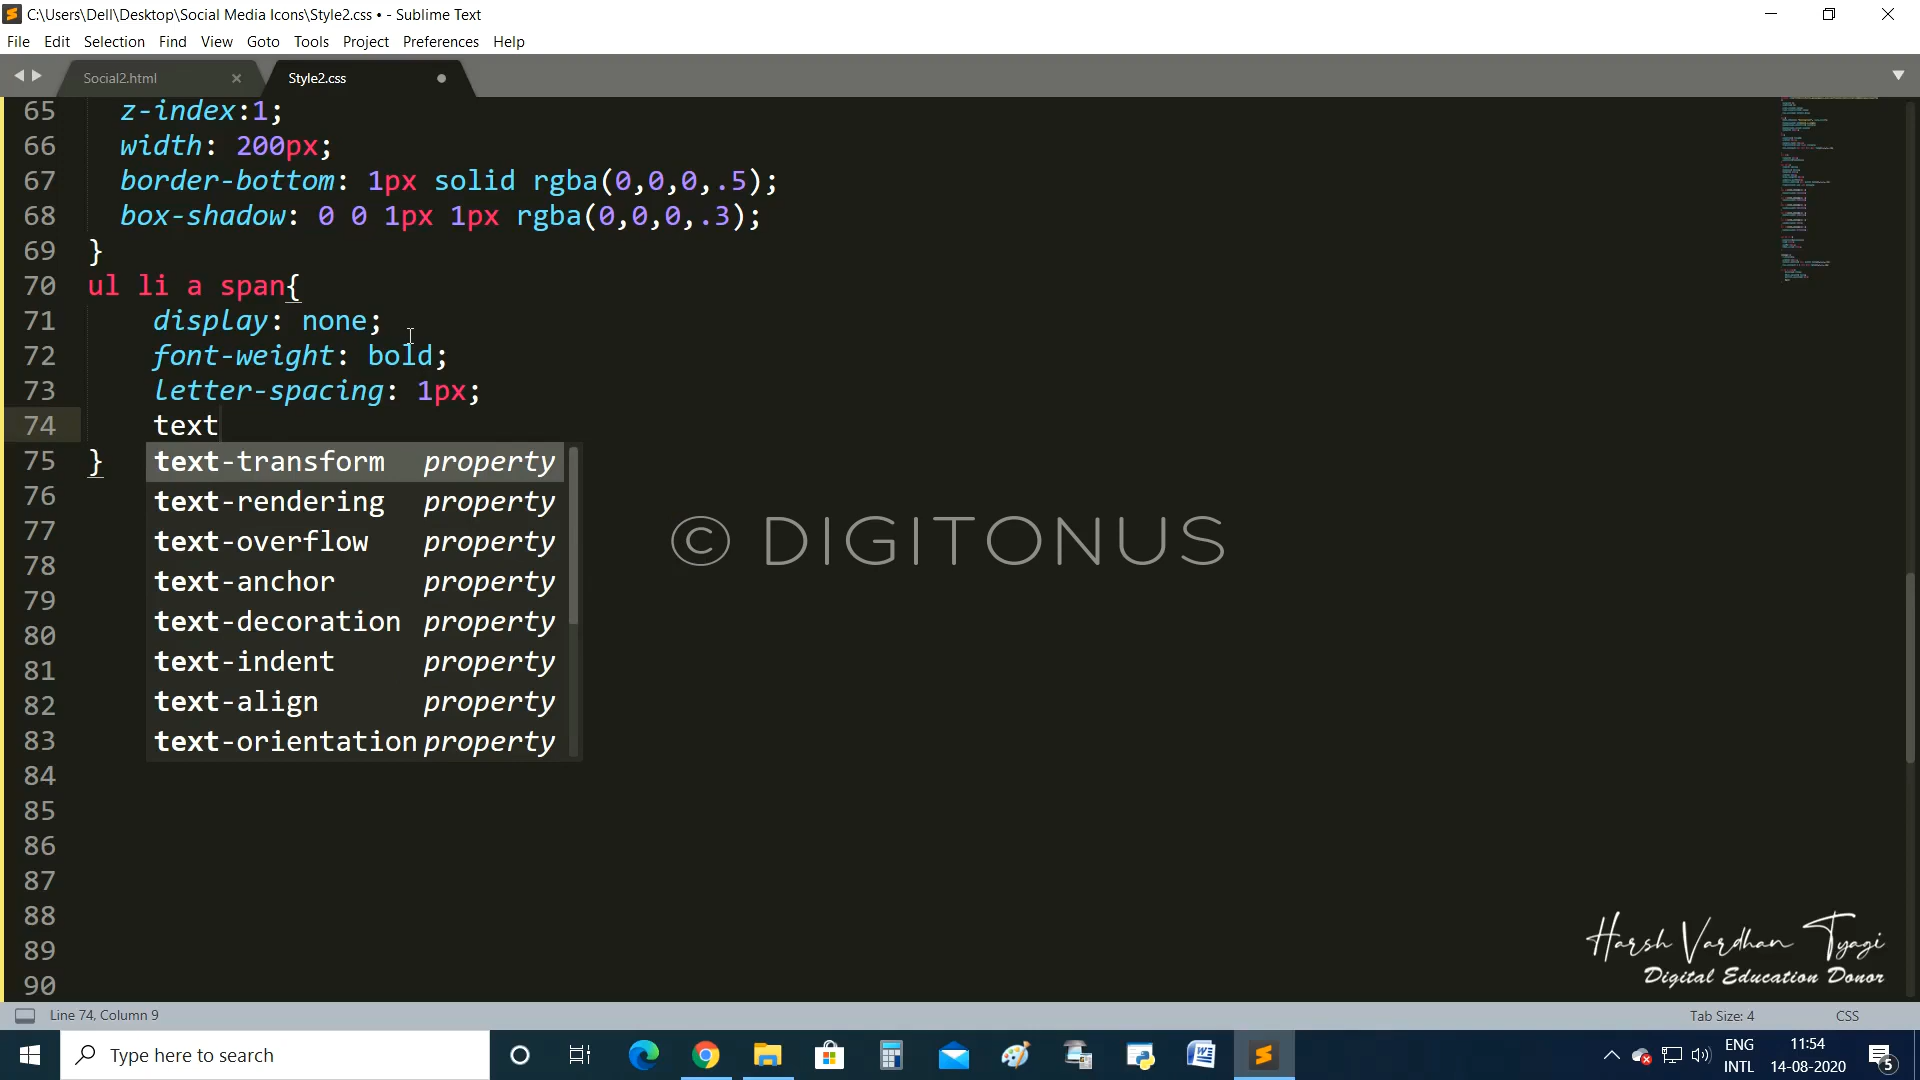 C:\Users\Dell\Desktop\Social Media Icons\Style2.css • - Sublime Text
File Edit Selection Find View Goto Tools Project Preferences Help
Social2.html Style2.css
65 z-index:1;
66 width: 200px;
67 border-bottom: 1px solid rgba(0,0,0,.5);
68 box-shadow: 0 0 1px 1px rgba(0,0,0,.3);
69 }
70 ul li a span{
71 display: none;
72 font-weight: bold;
73 letter-spacing: 1px;
74 text
75 }
text-transform property
76
text-rendering property
77
text-overflow property
78
text-anchor property
79
text-decoration property
80
text-indent property
81
text-align property
82
text-orientation property
83
84
85
86
87
88
89
90
© DIGITONUS
Harsh Vardhan Tyagi
Digital Education Donor
Line 74, Column 9 Tab Size: 4 CSS
Type here to search
ENG
INTL
11:54
14-08-2020
5